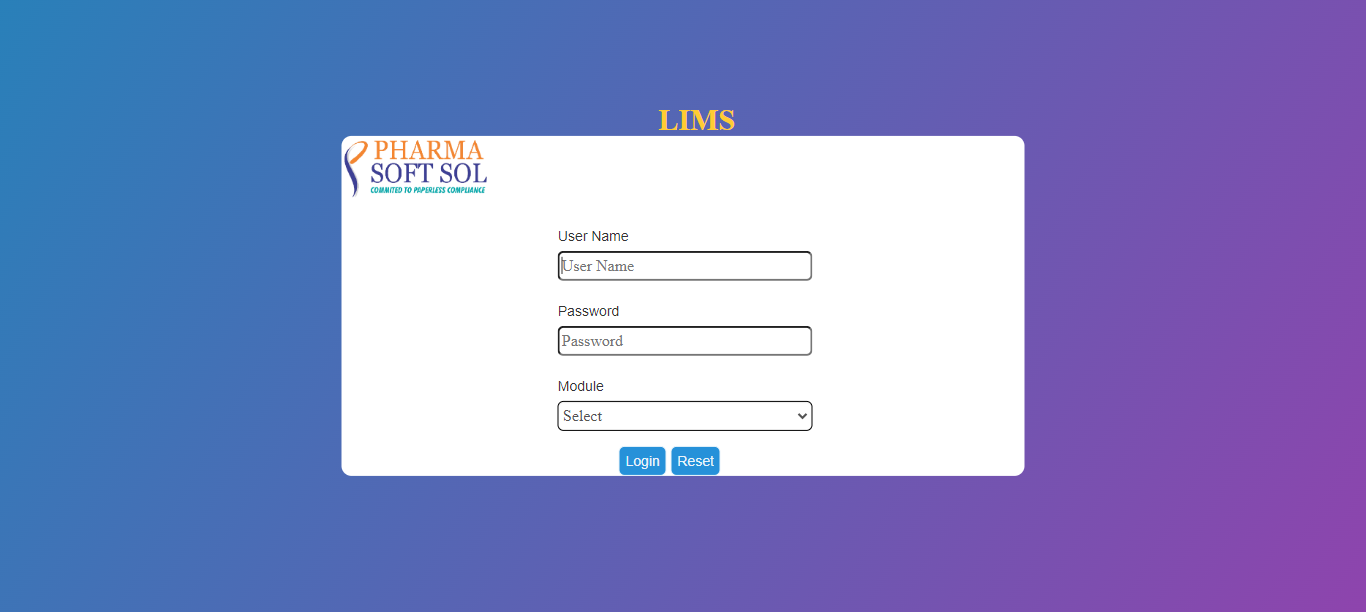 LIMS
PHARMA
SOFT SOL
COMMITED TO PAPERLESS COMPLIANCE
User Name
User Name
Password
Password
Module
Select
Login Reset